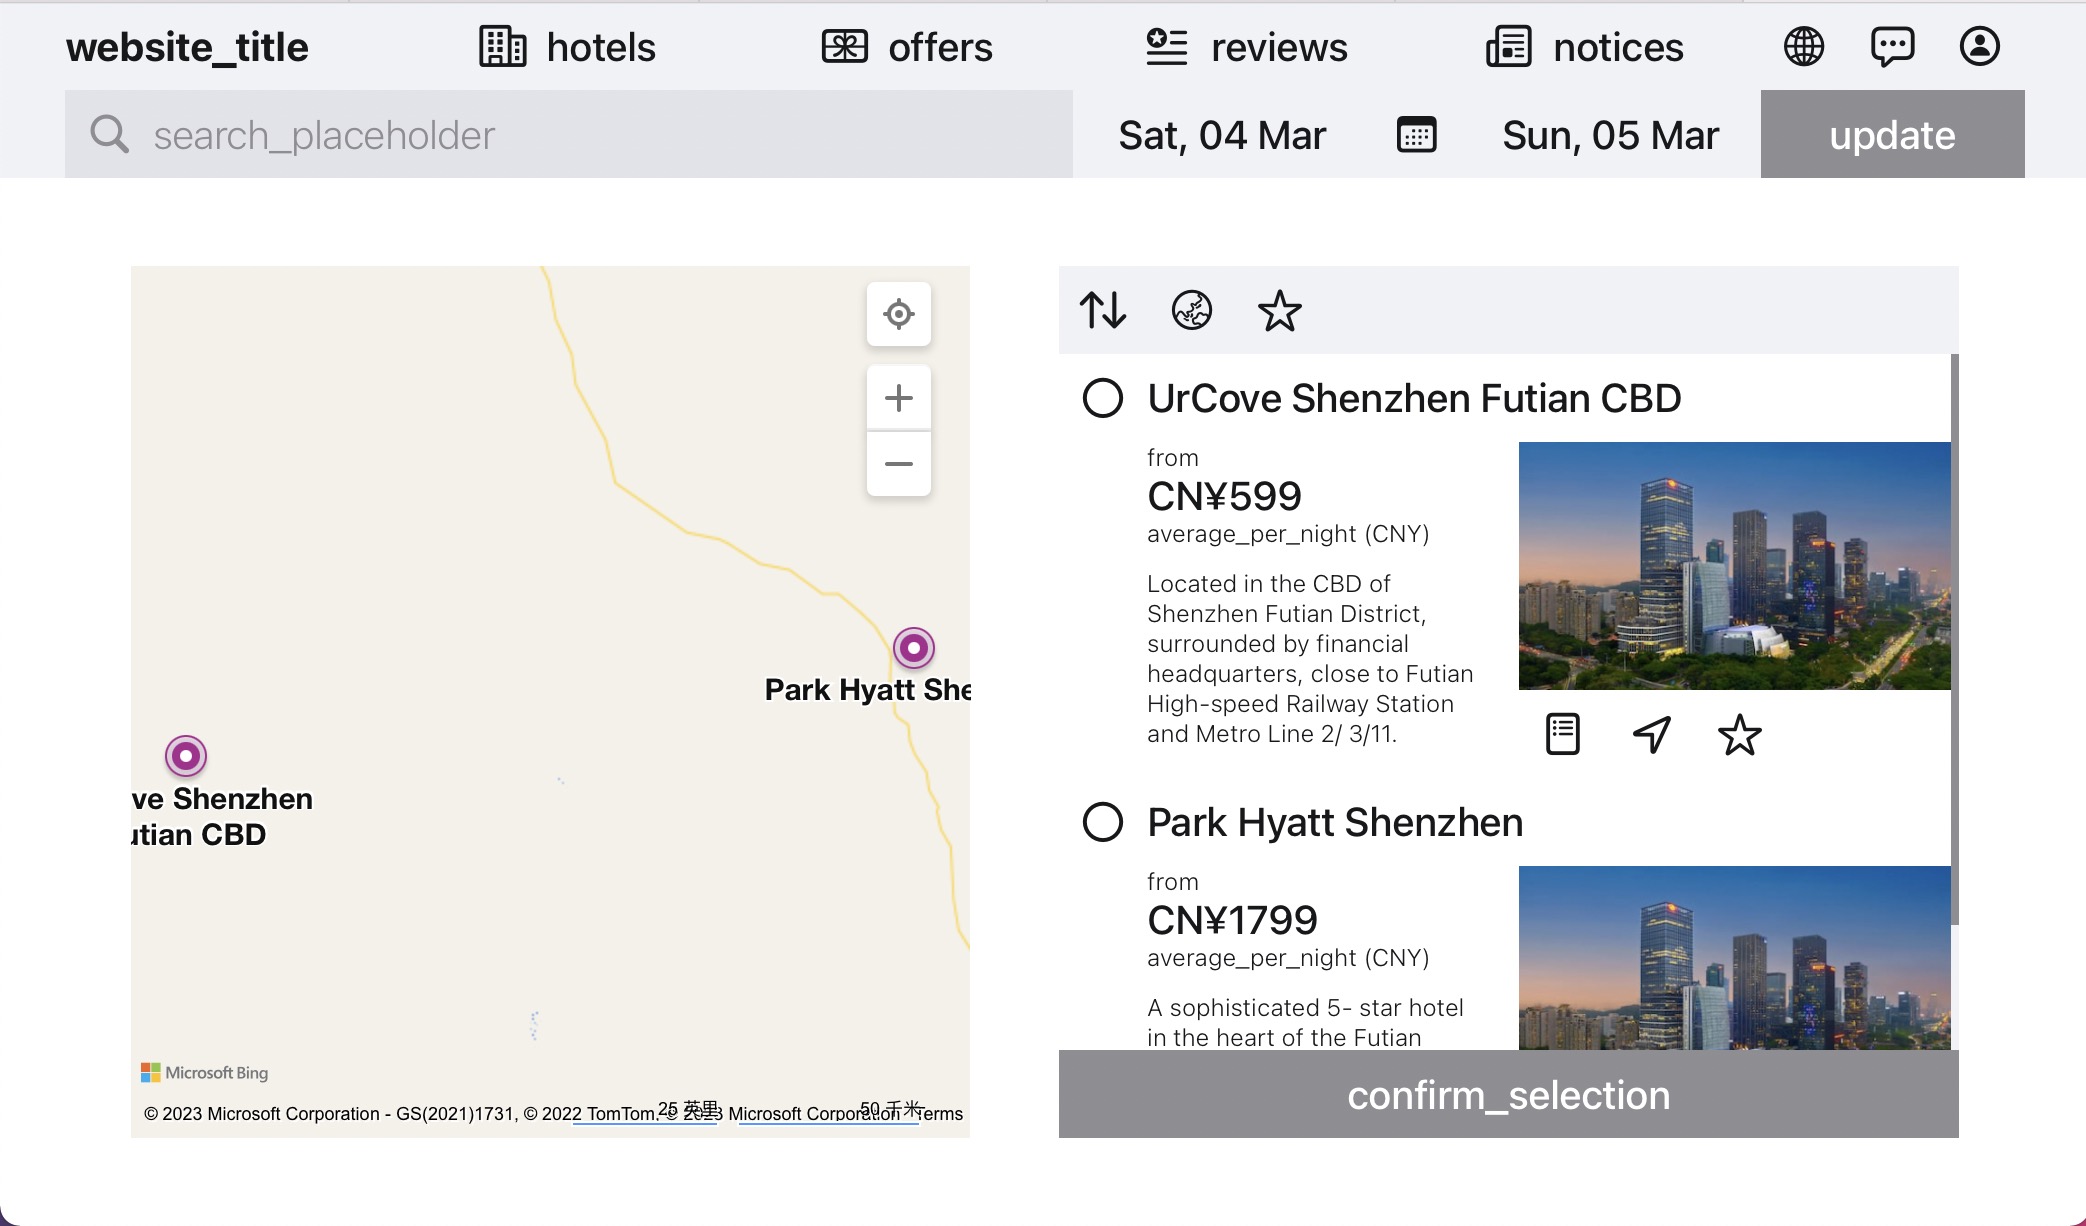 website_title
hotels
offers
reviews
notices
search_placeholder
Sat, 04 Mar
Sun, 05 Mar
update
Park Hyatt She
ve Shenzhen
utian CBD
Microsoft Bing
25 英里
50 千米
© 2023 Microsoft Corporation - GS(2021)1731, © 2022 TomTom, © 2023 Microsoft Corporation Terms
UrCove Shenzhen Futian CBD
from
CN¥599
average_per_night (CNY)
Located in the CBD of
Shenzhen Futian District,
surrounded by financial
headquarters, close to Futian
High-speed Railway Station
and Metro Line 2/ 3/11.
Park Hyatt Shenzhen
from
CN¥1799
average_per_night (CNY)
A sophisticated 5- star hotel
in the heart of the Futian
confirm_selection